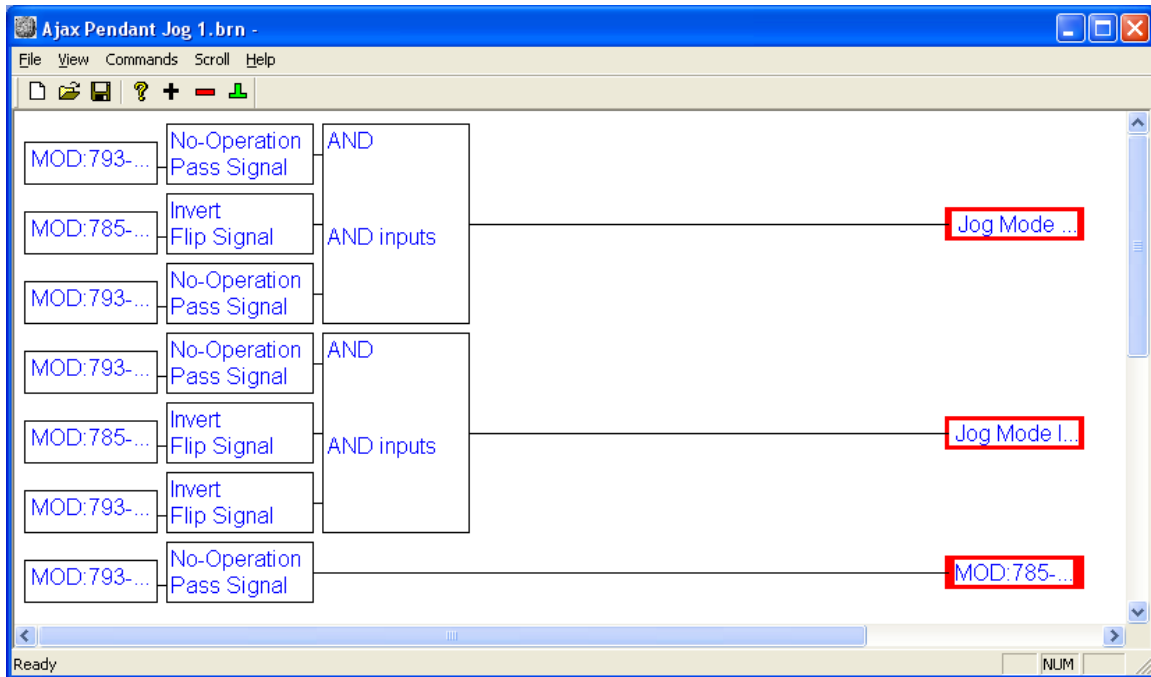 Ajax Pendant Jog 1.brn -
File View Commands Scroll Help
No-Operation
MOD:793-...
Pass Signal
AND
Invert
MOD:785-...
Flip Signal
AND inputs
Jog Mode ...
No-Operation
MOD:793-...
Pass Signal
No-Operation
MOD:793-...
Pass Signal
AND
Invert
MOD:785-...
Flip Signal
AND inputs
Jog Mode I...
Invert
MOD:793-...
Flip Signal
No-Operation
MOD:793-...
Pass Signal
MOD:785-...
Ready
NUM